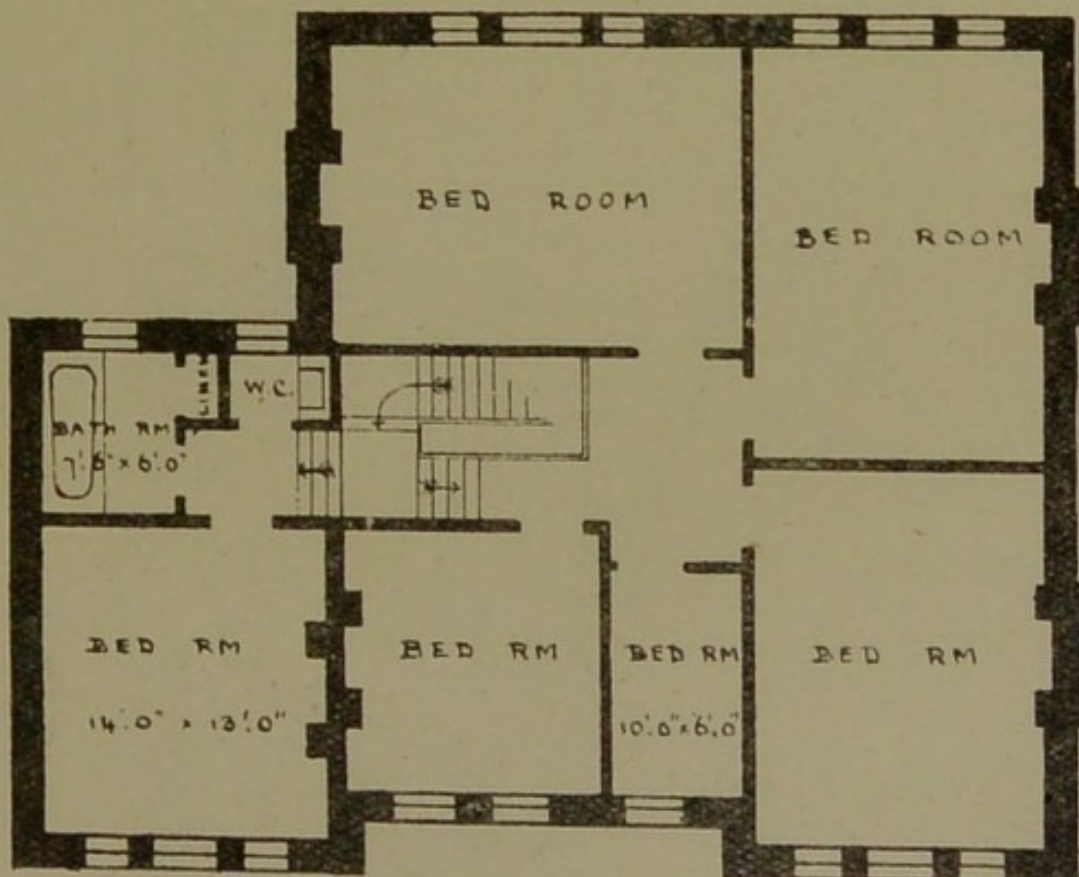 BED ROOM
BED ROOM
LINEN
W.C.
BATH RM
7'.6" × 6'.0"
BED RM
14'.0" × 13'.0"
BED RM
BED RM
10'.0" × 6'.0"
BED RM